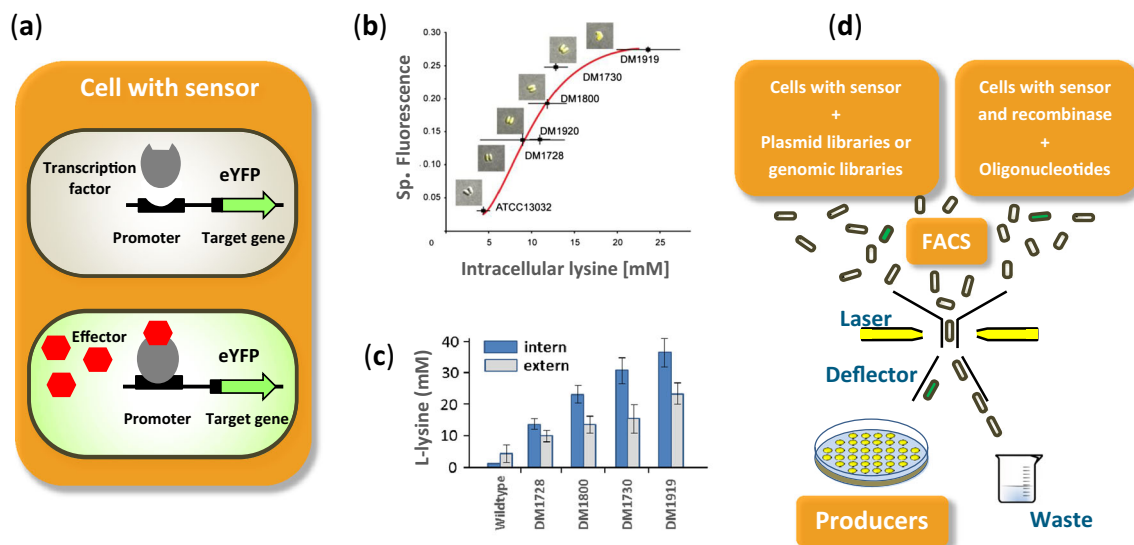 (a)
Cell with sensor
Transcription
factor
eYFP
Promoter
Target gene
Effector
eYFP
Promoter
Target gene
(b)
Sp. Fluorescence
0.30
0.25
0.20
0.15
0.10
0.05
0
0
5
10
15
20
25
DM1919
DM1730
DM1800
DM1920
DM1728
ATCC13032
Intracellular lysine [mM]
(c)
L-lysine (mM)
40
30
20
10
0
intern
extern
Wildtype
DM1728
DM1800
DM1730
DM1919
(d)
Cells with sensor
+
Plasmid libraries or
genomic libraries
Cells with sensor
and recombinase
+
Oligonucleotides
FACS
Laser
Deflector
Producers
Waste